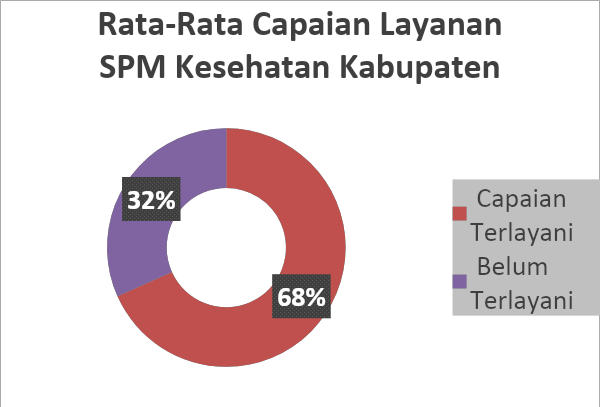 Rata-Rata Capaian Layanan
SPM Kesehatan Kabupaten
32%
68%
Capaian
Terlayani
Belum
Terlayani